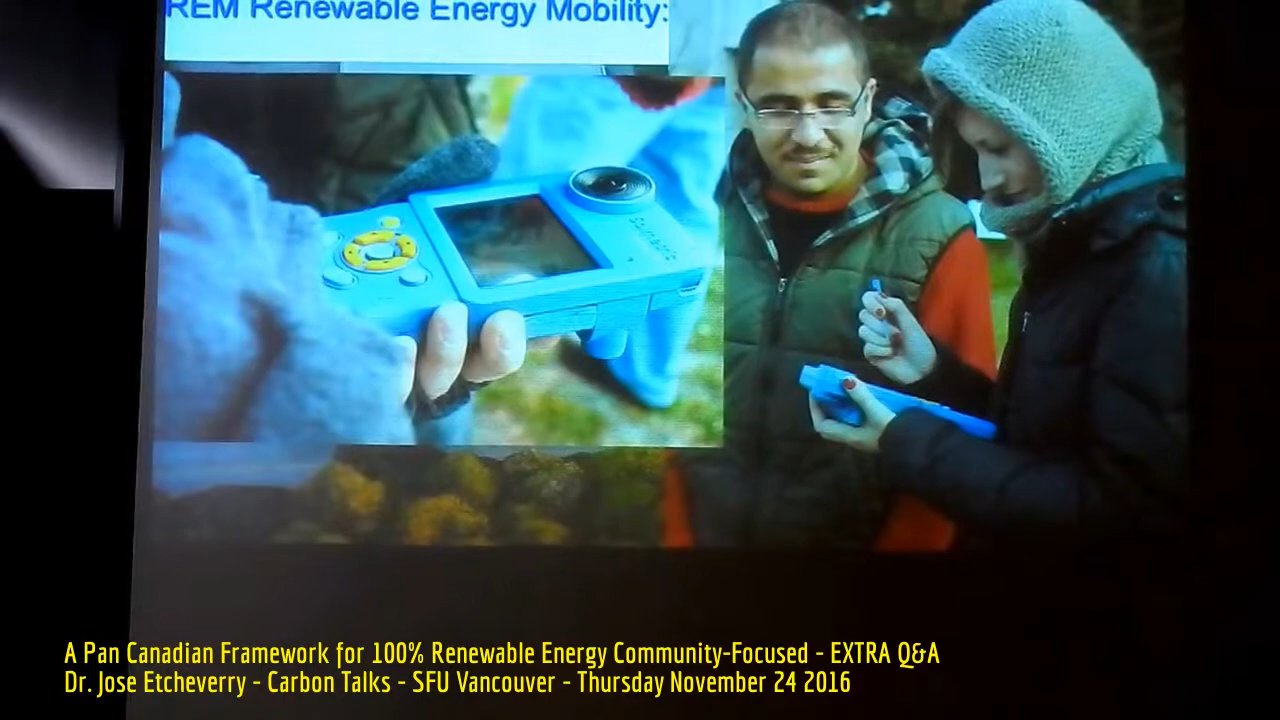 REM Renewable Energy Mobility:
A Pan Canadian Framework for 100% Renewable Energy Community-Focused - EXTRA Q&A
Dr. Jose Etcheverry - Carbon Talks - SFU Vancouver - Thursday November 24 2016